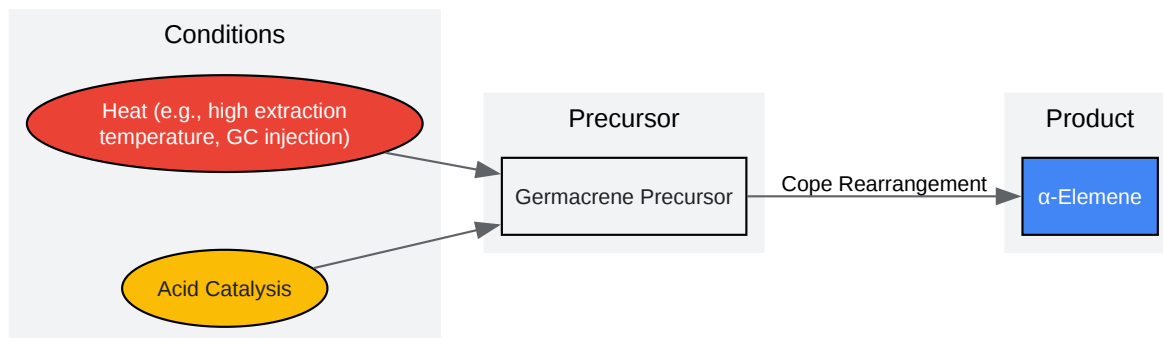 Conditions
Heat (e.g., high extraction
temperature, GC injection)
Acid Catalysis
Precursor
Germacrene Precursor
Cope Rearrangement
Product
α-Elemene